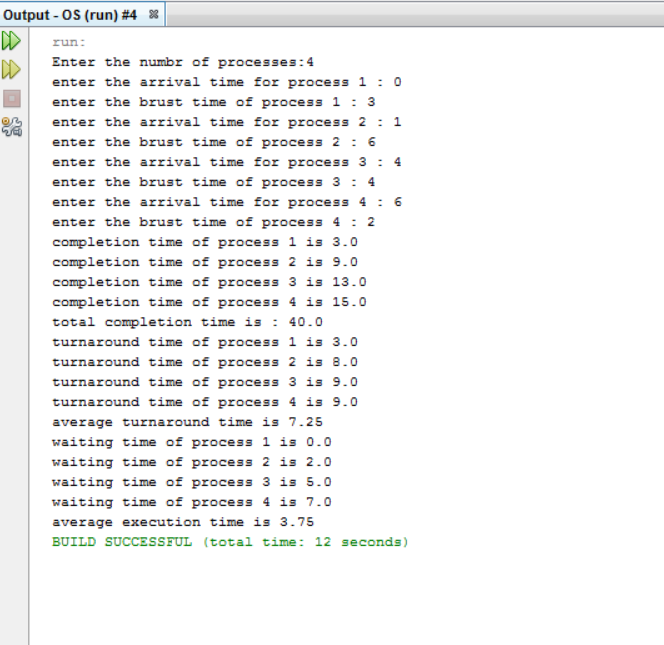 Output - OS (run) #4
run:
Enter the numbr of processes:4
enter the arrival time for process 1 : 0
enter the brust time of process 1 : 3
enter the arrival time for process 2 : 1
enter the brust time of process 2 : 6
enter the arrival time for process 3 : 4
enter the brust time of process 3 : 4
enter the arrival time for process 4 : 6
enter the brust time of process 4 : 2
completion time of process 1 is 3.0
completion time of process 2 is 9.0
completion time of process 3 is 13.0
completion time of process 4 is 15.0
total completion time is : 40.0
turnaround time of process 1 is 3.0
turnaround time of process 2 is 8.0
turnaround time of process 3 is 9.0
turnaround time of process 4 is 9.0
average turnaround time is 7.25
waiting time of process 1 is 0.0
waiting time of process 2 is 2.0
waiting time of process 3 is 5.0
waiting time of process 4 is 7.0
average execution time is 3.75
BUILD SUCCESSFUL (total time: 12 seconds)